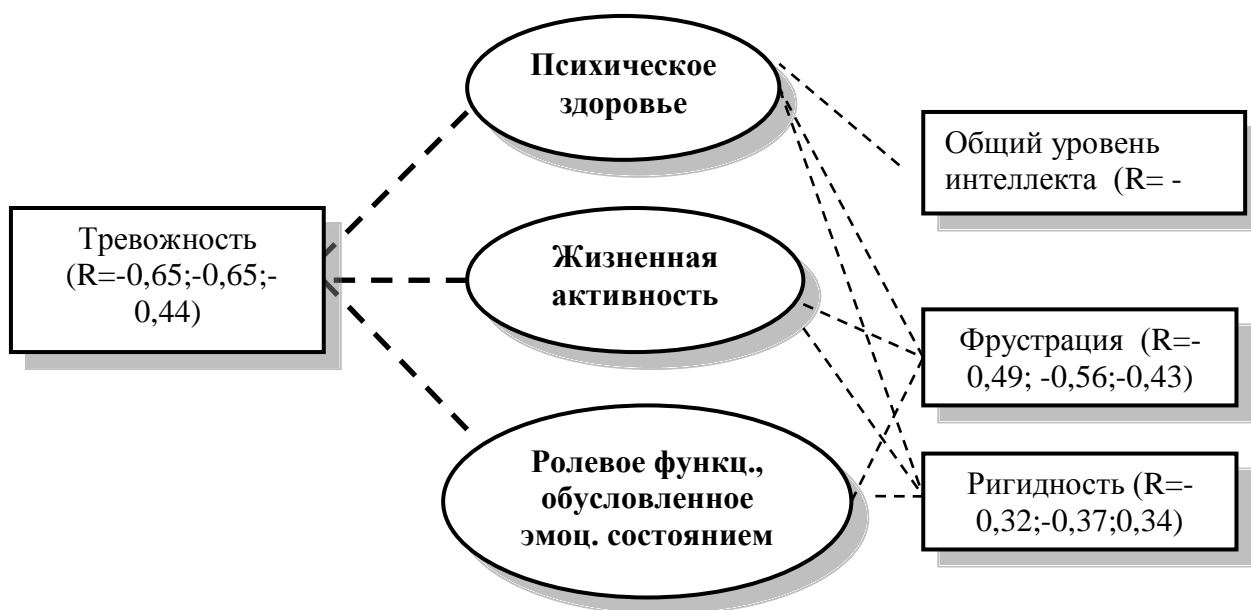 Психическое
здоровье
Общий уровень
интеллекта (R= -
Тревожность
(R=-0,65;-0,65;-
0,44)
Жизненная
активность
Фрустрация (R=-
0,49; -0,56;-0,43)
Ролевое функц.,
обусловленное
эмоц. состоянием
Ригидность (R=-
0,32;-0,37;0,34)